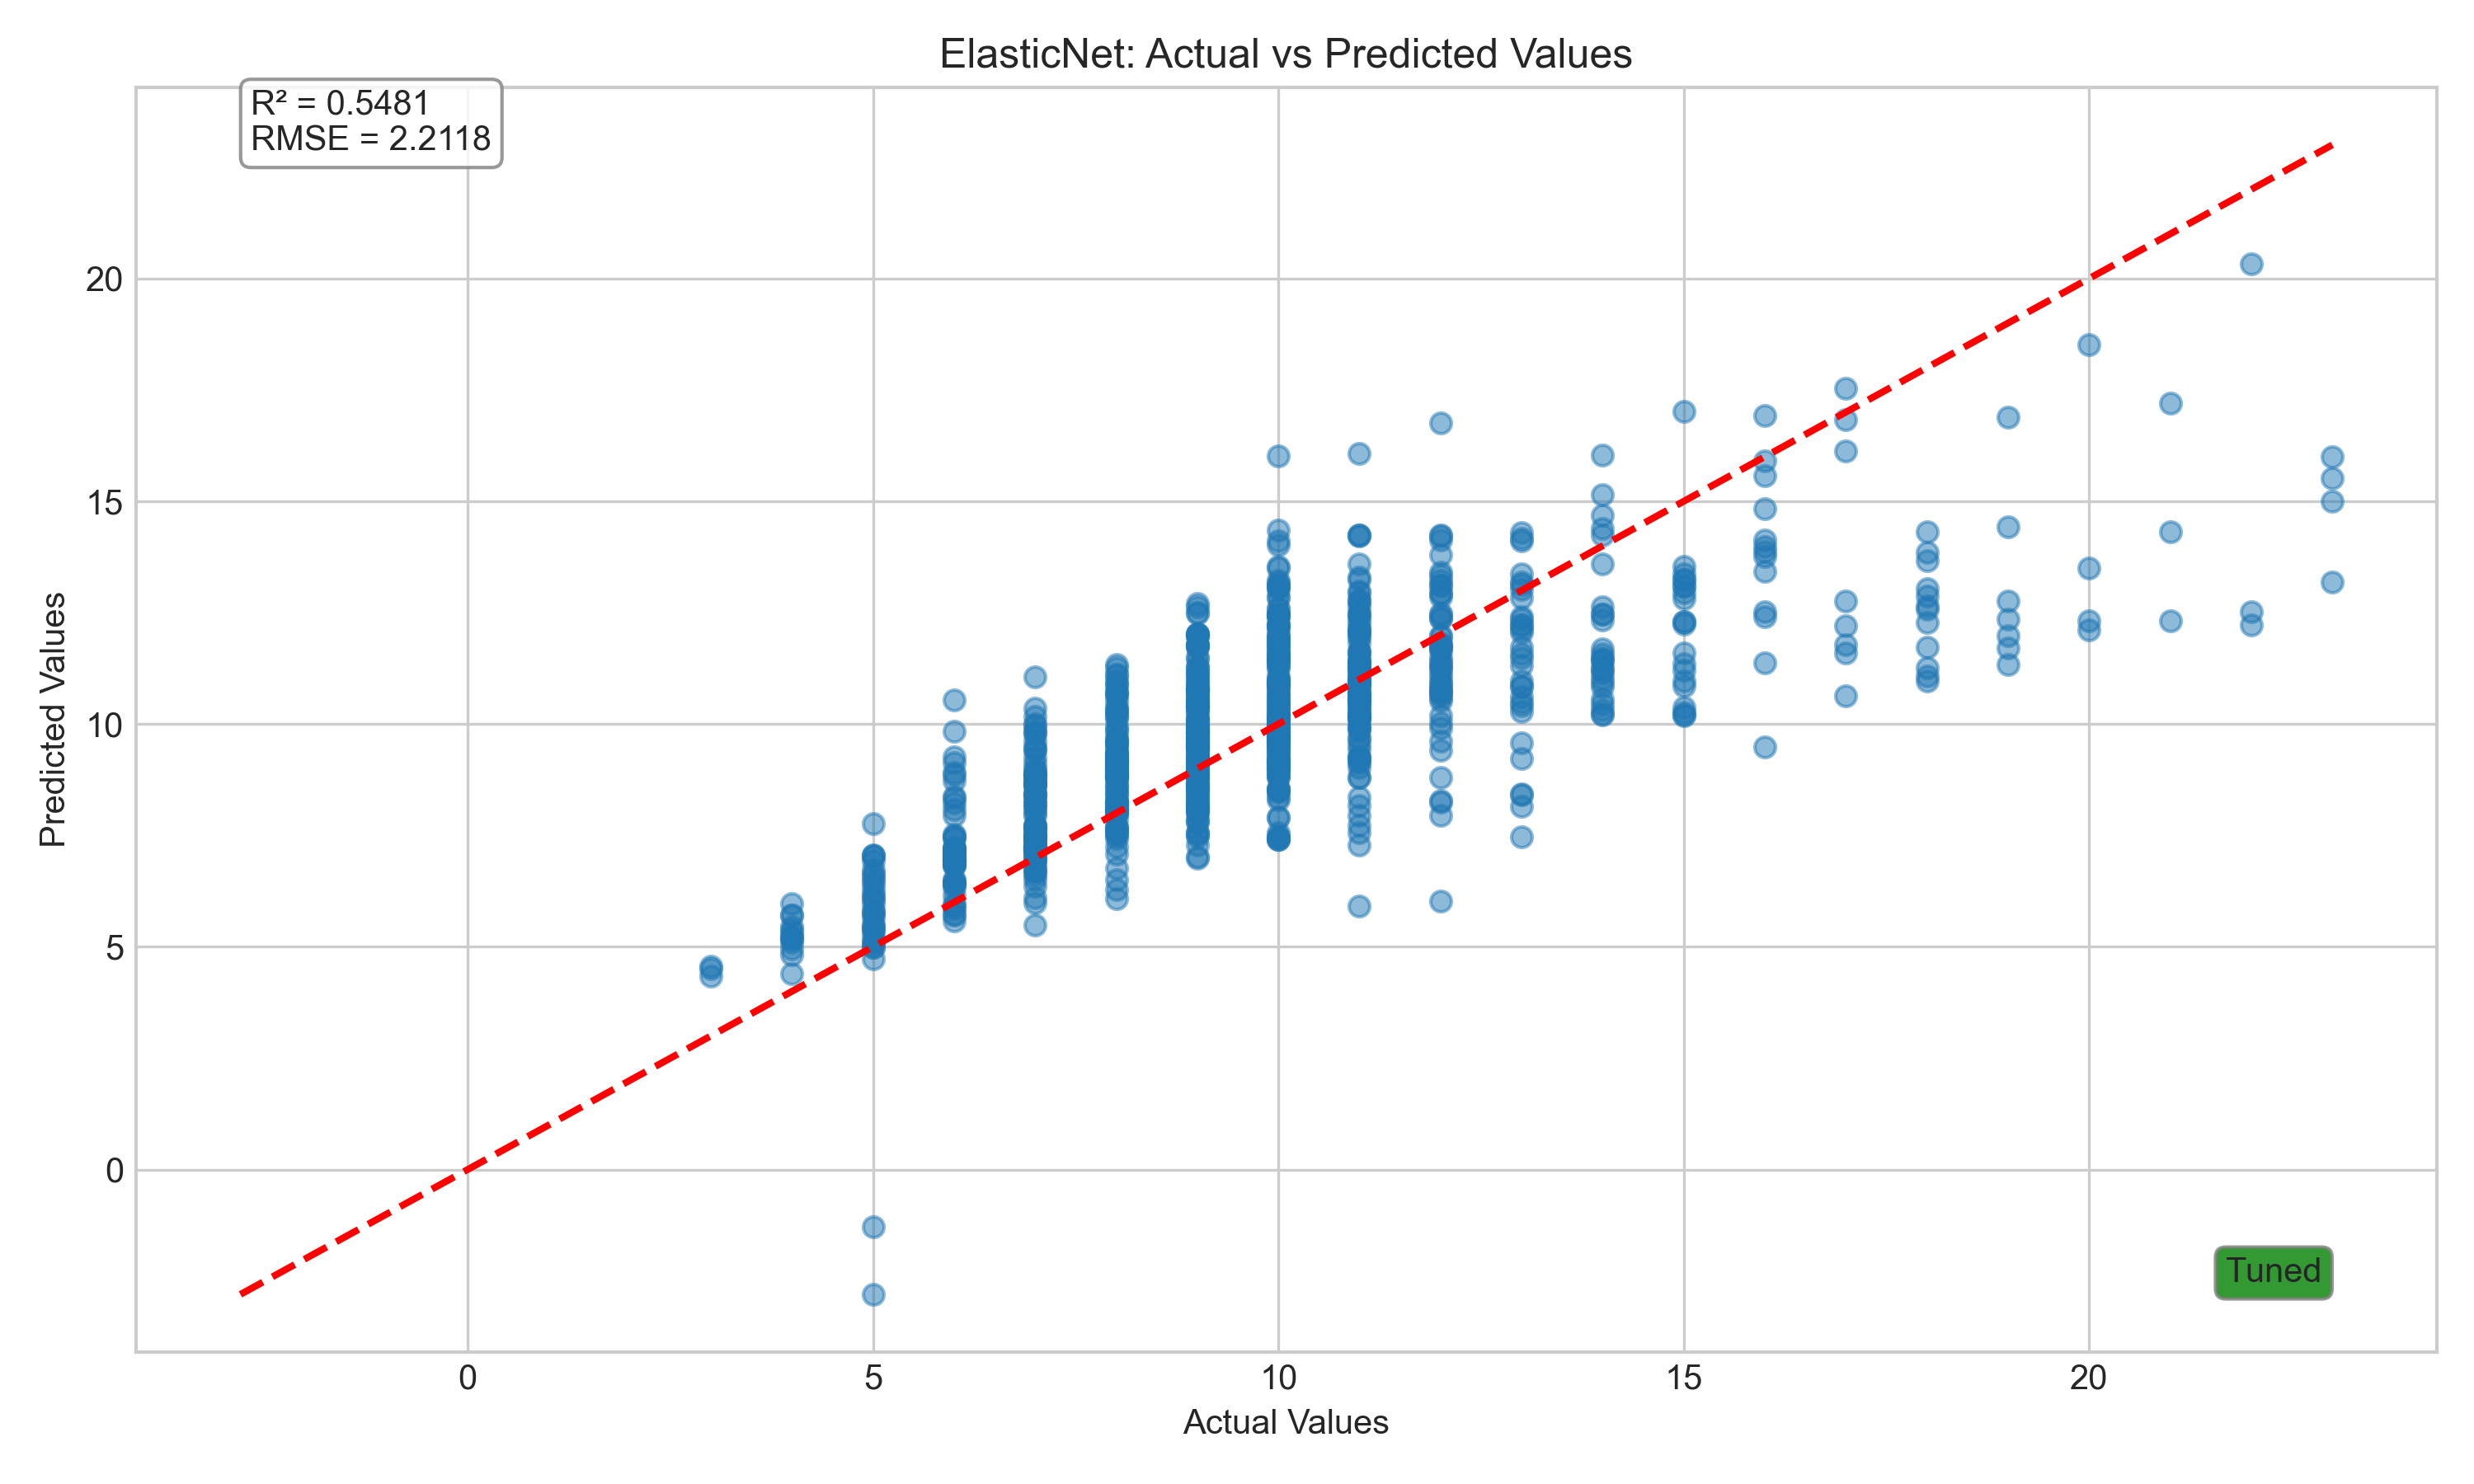 ElasticNet: Actual vs Predicted Values
R² = 0.5481
RMSE = 2.2118
20
15
10
5
0
Predicted Values
Tuned
0 5 10 15 20
Actual Values